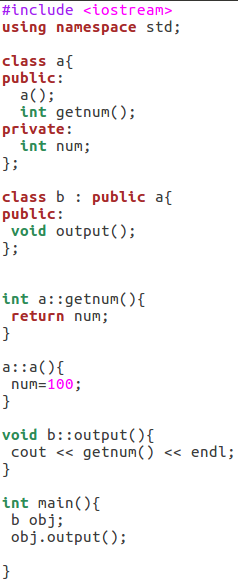 #include <iostream>
using namespace std;
class a{
public:
  a();
  int getnum();
private:
  int num;
};
class b : public a{
public:
 void output();
};
int a::getnum(){
 return num;
}
a::a(){
 num=100;
}
void b::output(){
 cout << getnum() << endl;
}
int main(){
 b obj;
 obj.output();
}